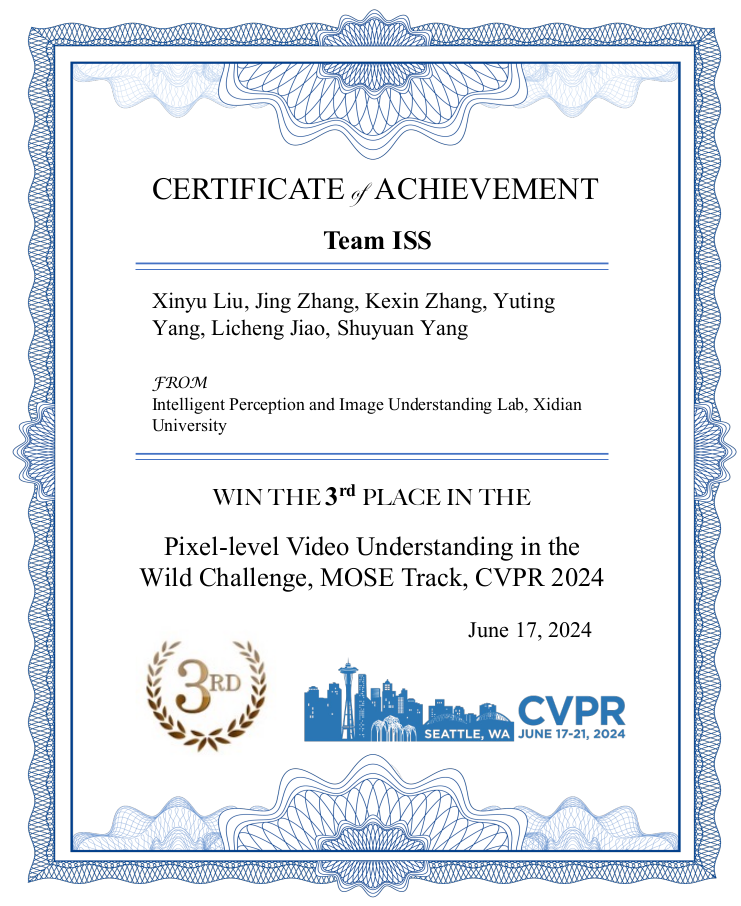 CERTIFICATE of ACHIEVEMENT
Team ISS
Xinyu Liu, Jing Zhang, Kexin Zhang, Yuting
Yang, Licheng Jiao, Shuyuan Yang
FROM
Intelligent Perception and Image Understanding Lab, Xidian
University
WIN THE 3rd PLACE IN THE
Pixel-level Video Understanding in the
Wild Challenge, MOSE Track, CVPR 2024
June 17, 2024
3RD
SEATTLE, WA
CVPR
JUNE 17-21, 2024